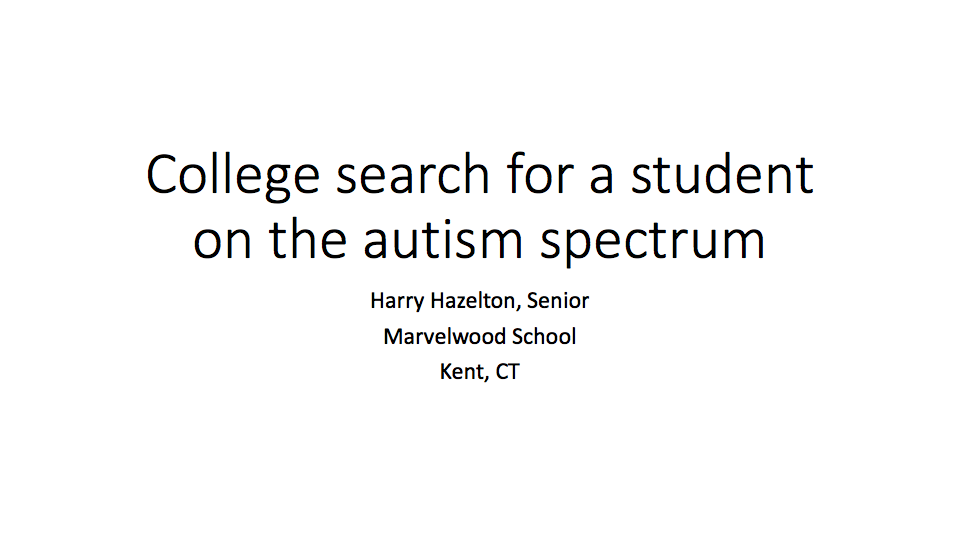 College search for a student
on the autism spectrum
Harry Hazelton, Senior
Marvelwood School
Kent, CT